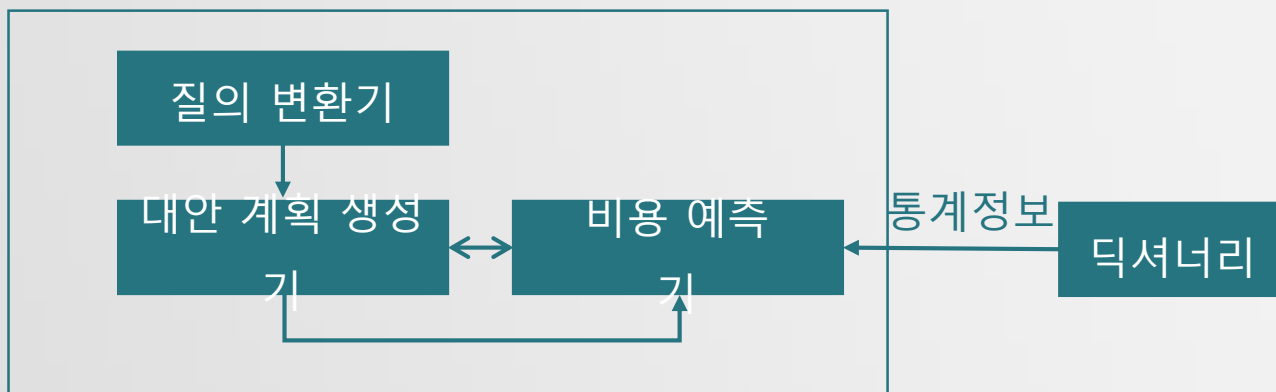 질의 변환기
대안 계획 생성
기
비용 예측
기
통계정보
딕셔너리